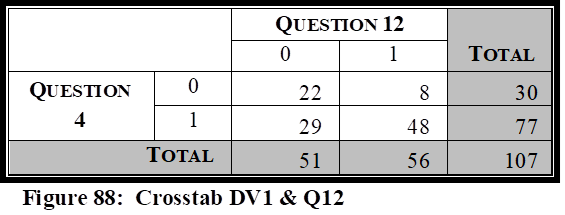 QUESTION 12
0 1 TOTAL
QUESTION 4 0 22 8 30
1 29 48 77
TOTAL 51 56 107
Figure 88: Crosstab DV1 & Q12